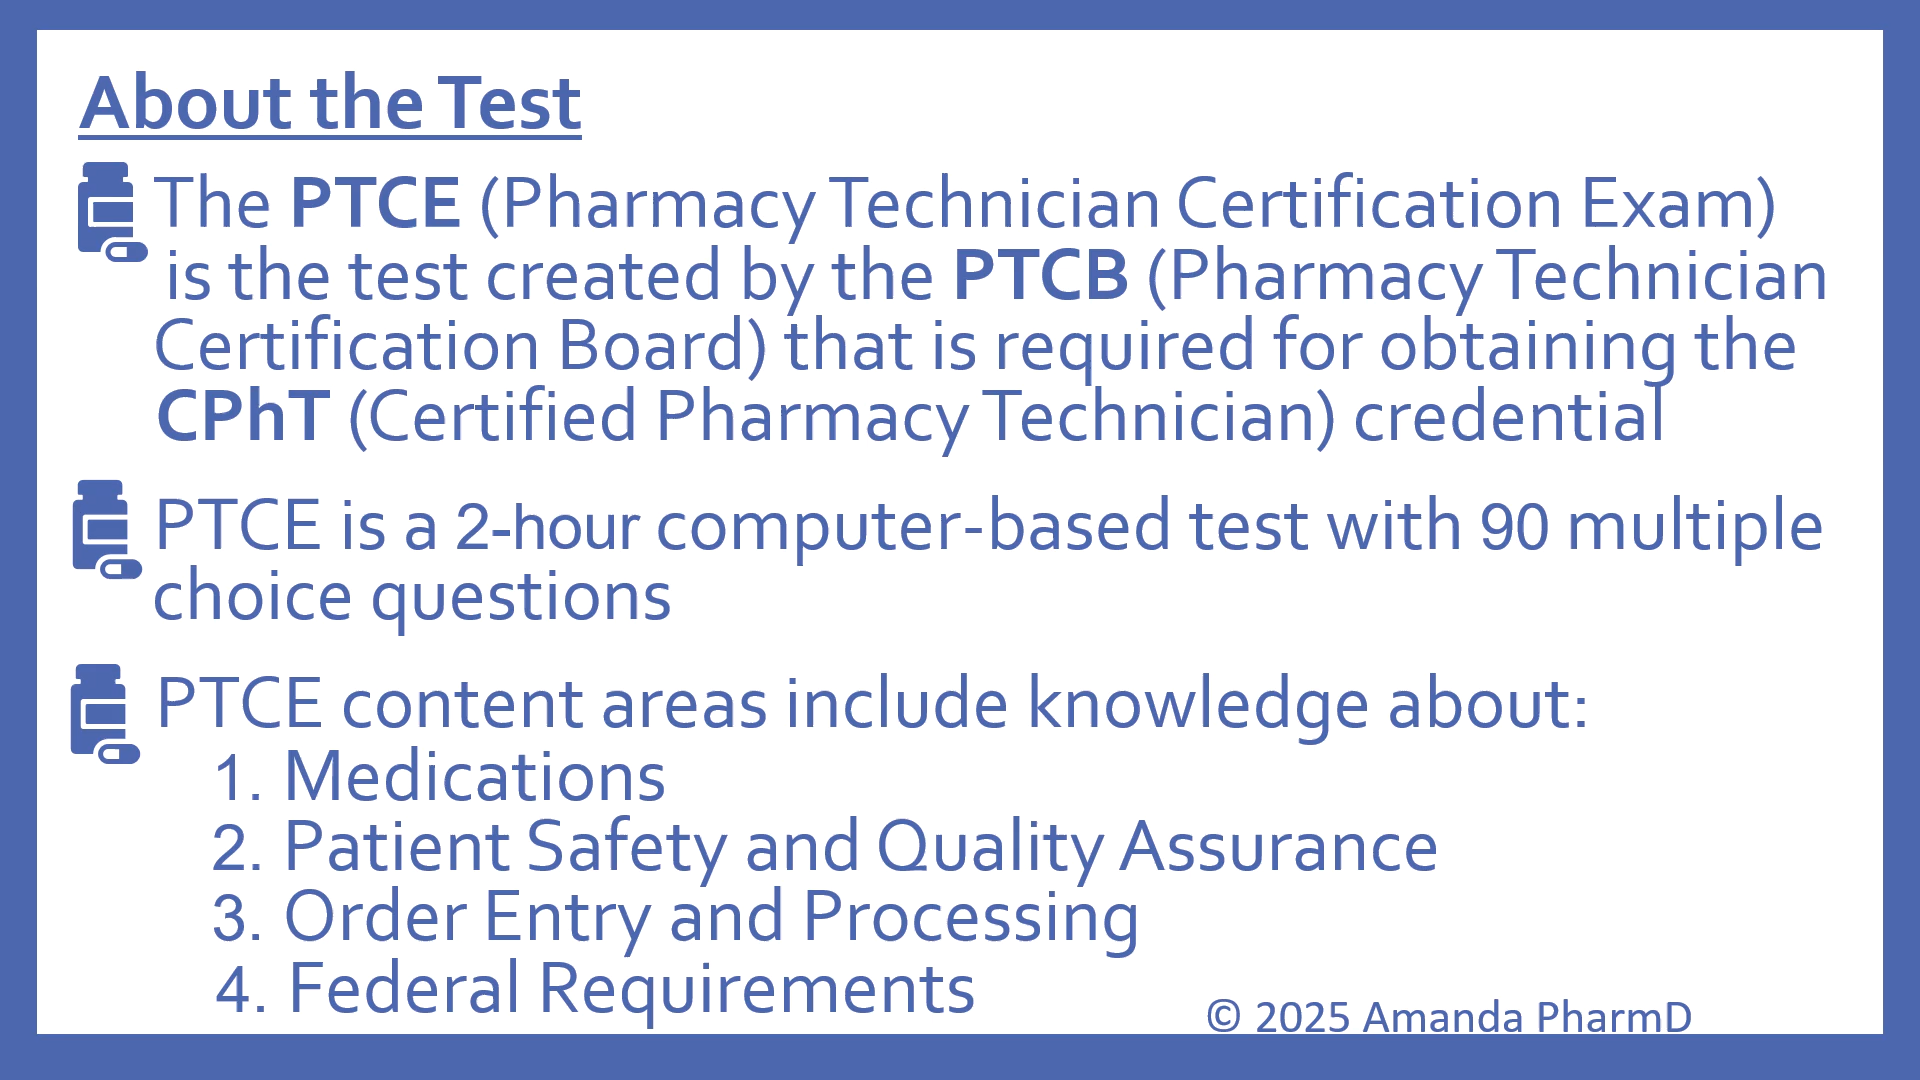 About the Test
The PTCE (Pharmacy Technician Certification Exam)
is the test created by the PTCB (Pharmacy Technician
Certification Board) that is required for obtaining the
CPhT (Certified Pharmacy Technician) credential
PTCE is a 2-hour computer-based test with 90 multiple
choice questions
PTCE content areas include knowledge about:
1. Medications
2. Patient Safety and Quality Assurance
3. Order Entry and Processing
4. Federal Requirements
© 2025 Amanda PharmD